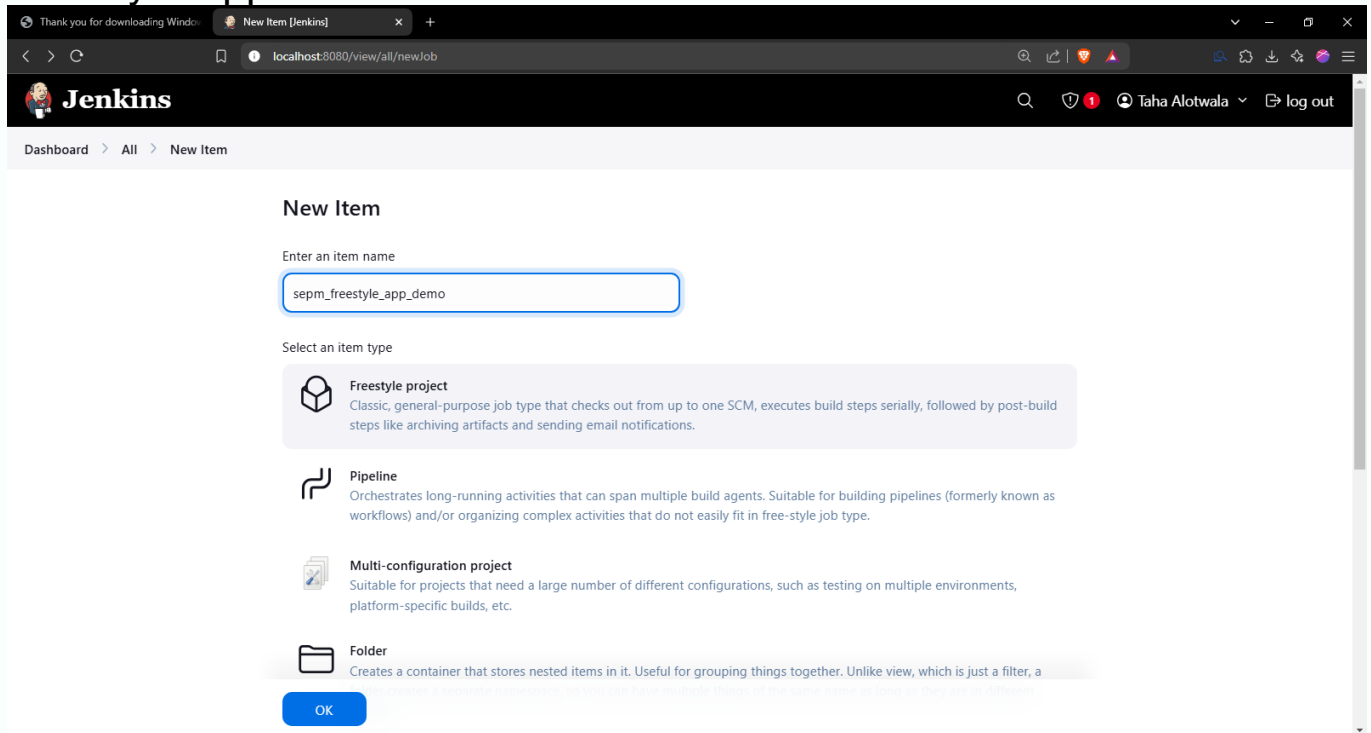 Thank you for downloading Windov
New Item [Jenkins]
localhost:8080/view/all/newJob
Jenkins
1
Taha Alotwala
log out
Dashboard > All > New Item
New Item
Enter an item name
sepm_freestyle_app_demo
Select an item type
Freestyle project
Classic, general-purpose job type that checks out from up to one SCM, executes build steps serially, followed by post-build
steps like archiving artifacts and sending email notifications.
Pipeline
Orchestrates long-running activities that can span multiple build agents. Suitable for building pipelines (formerly known as
workflows) and/or organizing complex activities that do not easily fit in free-style job type.
Multi-configuration project
Suitable for projects that need a large number of different configurations, such as testing on multiple environments,
platform-specific builds, etc.
Folder
Creates a container that stores nested items in it. Useful for grouping things together. Unlike view, which is just a filter, a
OK